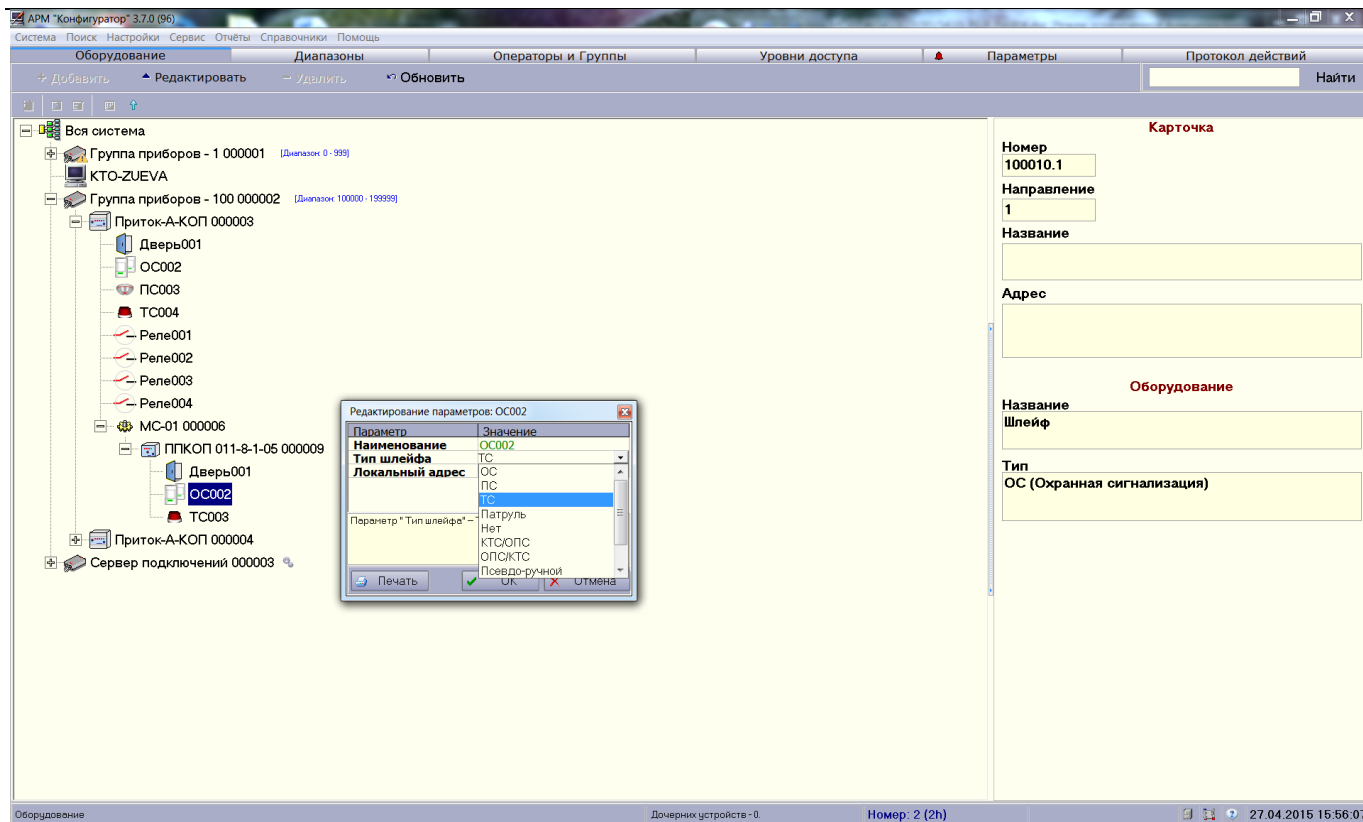 АРМ "Конфигуратор" 3.7.0 (96)
Система Поиск Настройки Сервис Отчёты Справочники Помощь
Оборудование Диапазоны Операторы и Группы Уровни доступа Параметры Протокол действий
Добавить Редактировать Удалить Обновить Найти
Вся система
Группа приборов - 1 000001 [Диапазон: 0 - 999]
KTO-ZUEVA
Группа приборов - 100 000002 [Диапазон: 100000 - 199999]
Приток-А-КОП 000003
Дверь001
ОС002
ПС003
ТС004
Реле001
Реле002
Реле003
Реле004
МС-01 000006
ППКОП 011-8-1-05 000009
Дверь001
ОС002
ТС003
Приток-А-КОП 000004
Сервер подключений 000003
Редактирование параметров: ОС002
Параметр Значение
Наименование ОС002
Тип шлейфа ТС
Локальный адрес
ОС
ПС
ТС
Патруль
Нет
КТС/ОПС
ОПС/КТС
Псевдо-ручной
Параметр "Тип шлейфа" –
Печать ОК Отмена
Карточка
Номер
100010.1
Направление
1
Название
Адрес
Оборудование
Название
Шлейф
Тип
ОС (Охранная сигнализация)
Оборудование Дочерних устройств - 0. Номер: 2 (2h) 27.04.2015 15:56:07